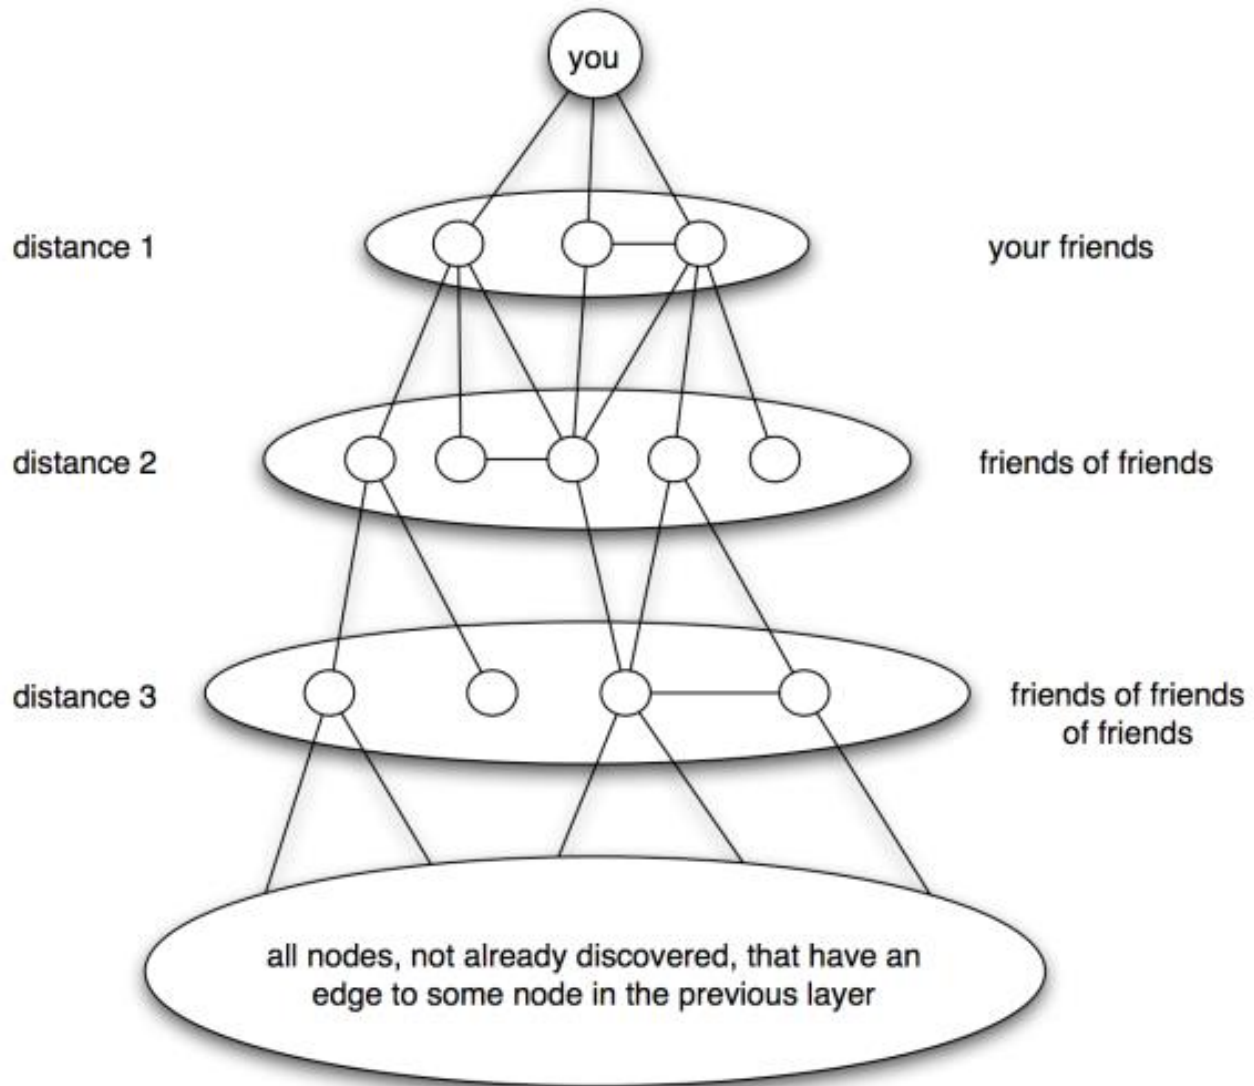 you
distance 1
your friends
distance 2
friends of friends
distance 3
friends of friends
of friends
all nodes, not already discovered, that have an
edge to some node in the previous layer